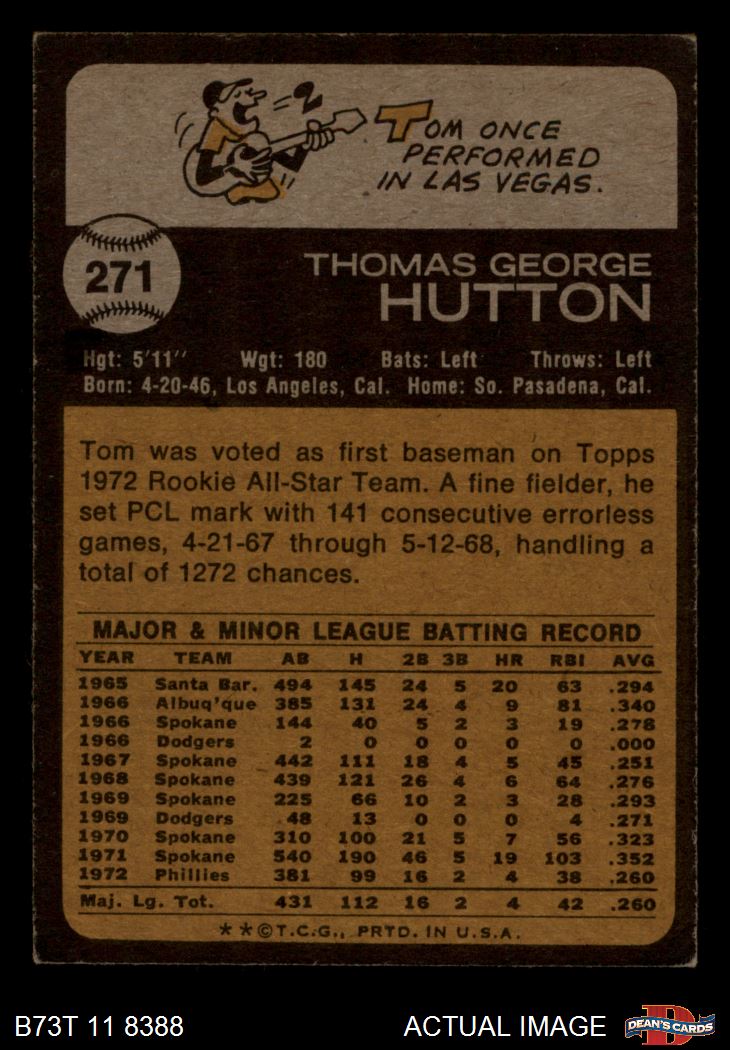 TOM ONCE
PERFORMED
IN LAS VEGAS.
271
THOMAS GEORGE
HUTTON
Hgt: 5'11" Wgt: 180 Bats: Left Throws: Left
Born: 4-20-46, Los Angeles, Cal. Home: So. Pasadena, Cal.
Tom was voted as first baseman on Topps
1972 Rookie All-Star Team. A fine fielder, he
set PCL mark with 141 consecutive errorless
games, 4-21-67 through 5-12-68, handling a
total of 1272 chances.
MAJOR & MINOR LEAGUE BATTING RECORD
YEAR TEAM AB H 2B 3B HR RBI AVG
1965 Santa Bar. 494 145 24 5 20 63 .294
1966 Albuq'que 385 131 24 4 9 81 .340
1966 Spokane 144 40 5 2 3 19 .278
1966 Dodgers 2 0 0 0 0 0 .000
1967 Spokane 442 111 18 4 5 45 .251
1968 Spokane 439 121 26 4 6 64 .276
1969 Spokane 225 66 10 2 3 28 .293
1969 Dodgers 48 13 0 0 0 4 .271
1970 Spokane 310 100 21 5 7 56 .323
1971 Spokane 540 190 46 5 19 103 .352
1972 Phillies 381 99 16 2 4 38 .260
Maj. Lg. Tot. 431 112 16 2 4 42 .260
**©T.C.G., PRTD. IN U.S.A.
B73T 11 8388 ACTUAL IMAGE
D
DEAN'S CARDS